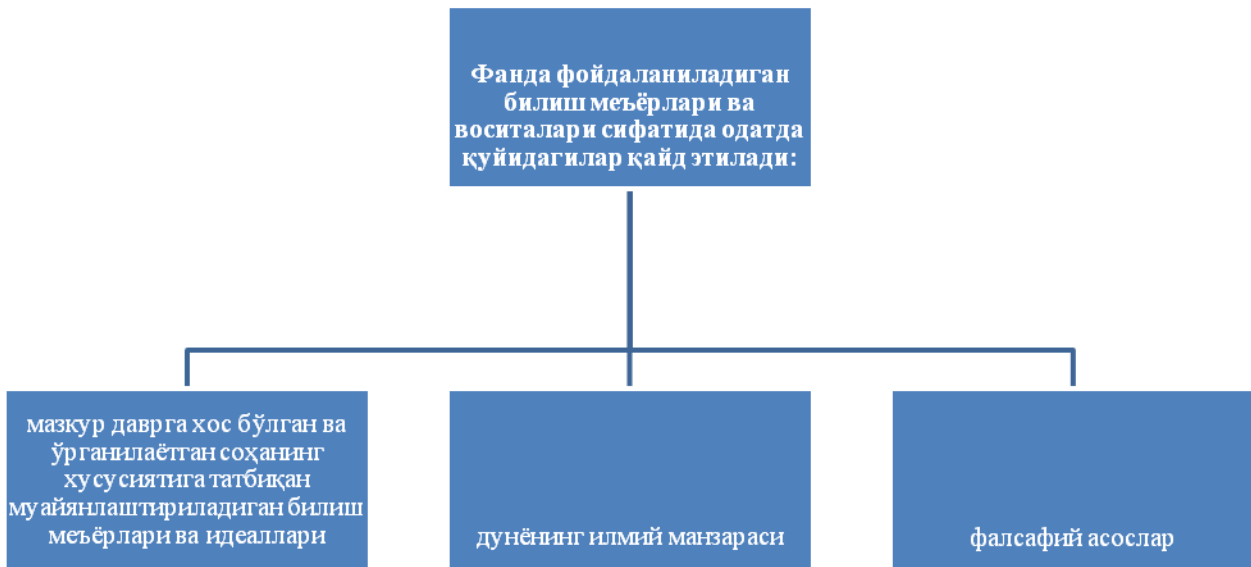 Фанда фойдаланиладиган
билиш меъёрлари ва
воситалари сифатида одатда
қуйидагилар қайд этилади:
мазкур даврга хос бўлган ва
ўрганилаётган соҳанинг
хусусиятига татбиқан
муайянлаштириладиган билиш
меъёрлари ва идеаллари
дунёнинг илмий манзараси
фалсафий асослар